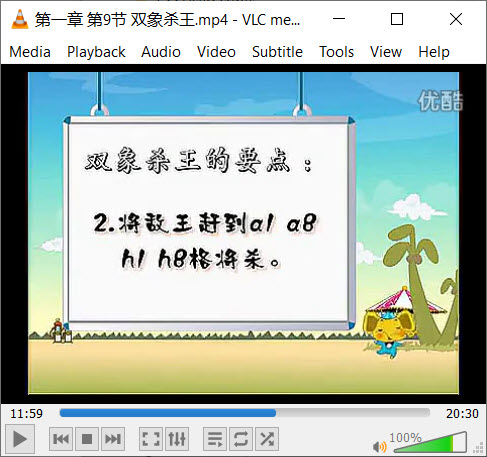 第一章 第9节 双象杀王.mp4 - VLC me...
Media Playback Audio Video Subtitle Tools View Help
优酷
双象杀王的要点：
2.将敌王赶到a1 a8
h1 h8格将杀。
11:59 20:30
100%